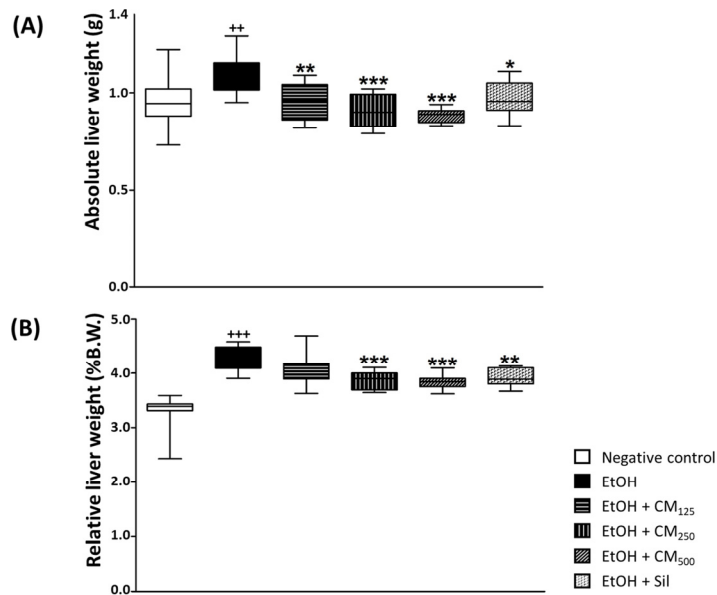 (A)
Absolute liver weight (g)
1.4
1.0
0.5
0.0
++
**
***
***
*
(B)
Relative liver weight (%B.W.)
5.0
4.0
3.0
2.0
1.0
0.0
+++
***
***
**
Negative control
EtOH
EtOH + CM₁₂₅
EtOH + CM₂₅₀
EtOH + CM₅₀₀
EtOH + Sil